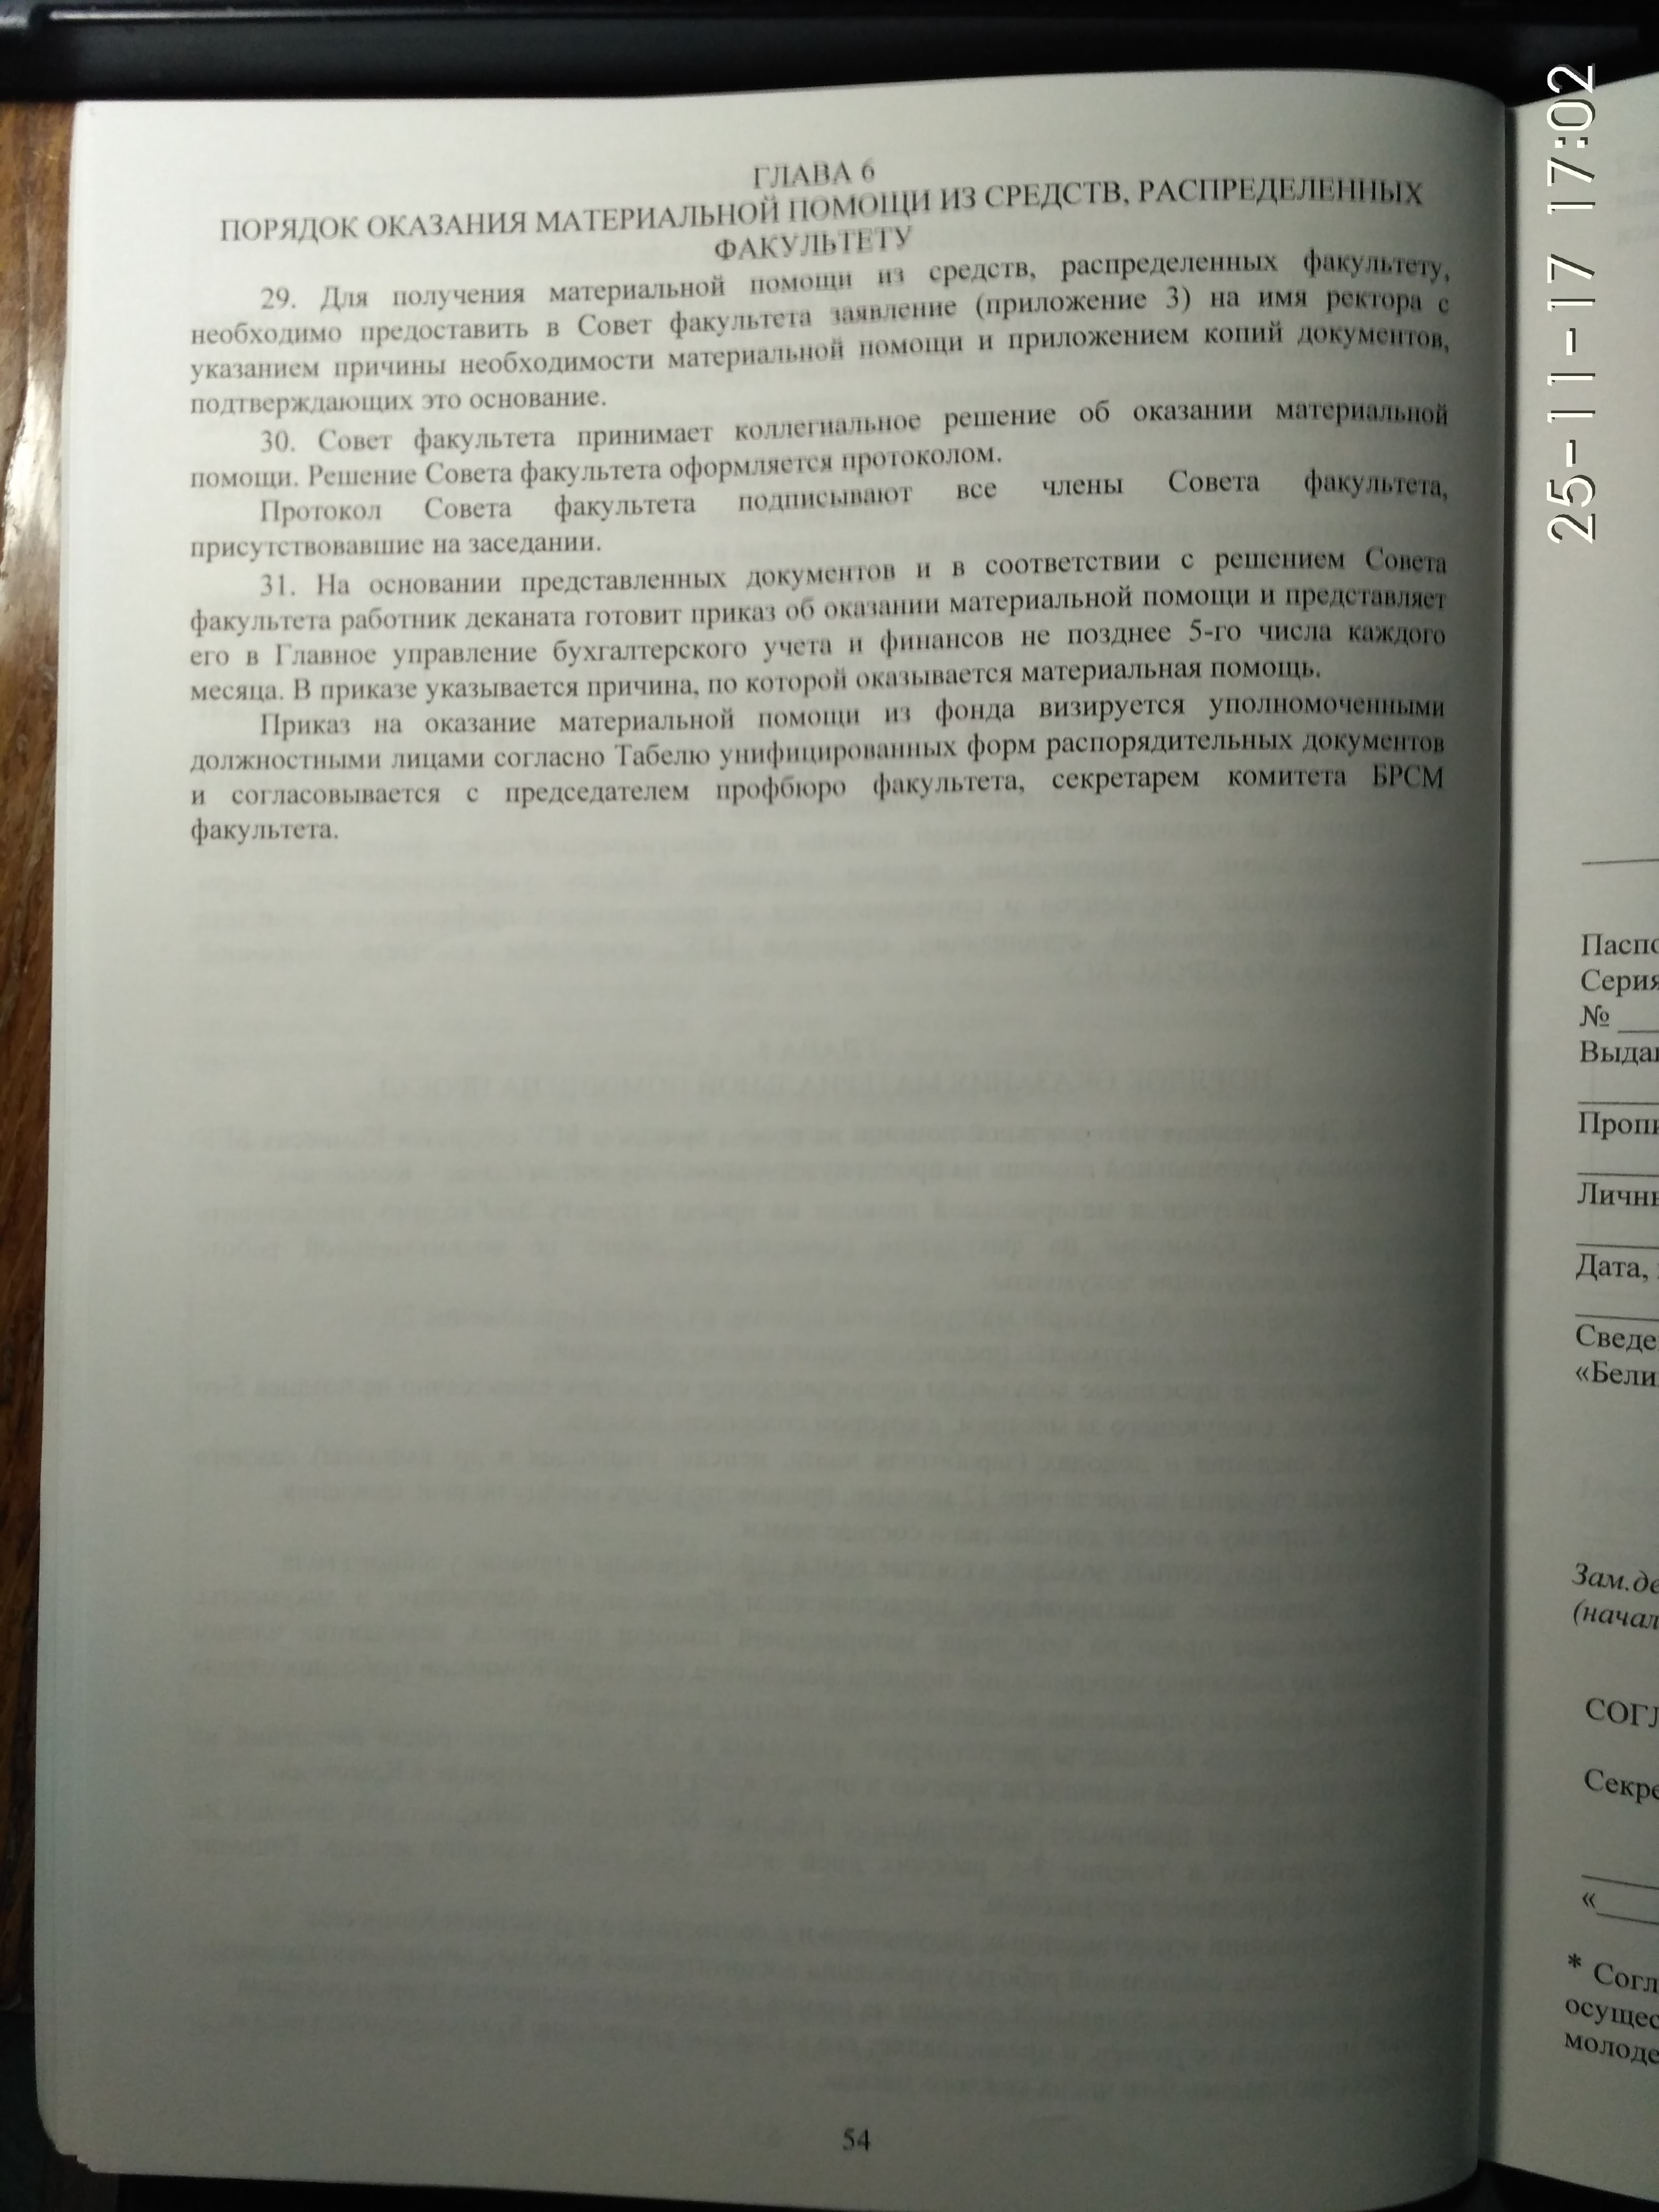 ГЛАВА 6
ПОРЯДОК ОКАЗАНИЯ МАТЕРИАЛЬНОЙ ПОМОЩИ ИЗ СРЕДСТВ, РАСПРЕДЕЛЕННЫХ
ФАКУЛЬТЕТУ
29. Для получения материальной помощи из средств, распределенных факультету,
необходимо предоставить в Совет факультета заявление (приложение 3) на имя ректора с
указанием причины необходимости материальной помощи и приложением копий документов,
подтверждающих это основание.
30. Совет факультета принимает коллегиальное решение об оказании материальной
помощи. Решение Совета факультета оформляется протоколом.
Протокол Совета факультета подписывают все члены Совета факультета,
присутствовавшие на заседании.
31. На основании представленных документов и в соответствии с решением Совета
факультета работник деканата готовит приказ об оказании материальной помощи и представляет
его в Главное управление бухгалтерского учета и финансов не позднее 5-го числа каждого
месяца. В приказе указывается причина, по которой оказывается материальная помощь.
Приказ на оказание материальной помощи из фонда визируется уполномоченными
должностными лицами согласно Табелю унифицированных форм распорядительных документов
и согласовывается с председателем профбюро факультета, секретарем комитета БРСМ
факультета.
54
25-11-17 17:02
Паспо
Серия
№
Выда
Пропи
Личн
Дата,
Сведе
«Бели
Зам.де
(начал
СОГЛ
Секре
«
* Согл
осущес
молоде